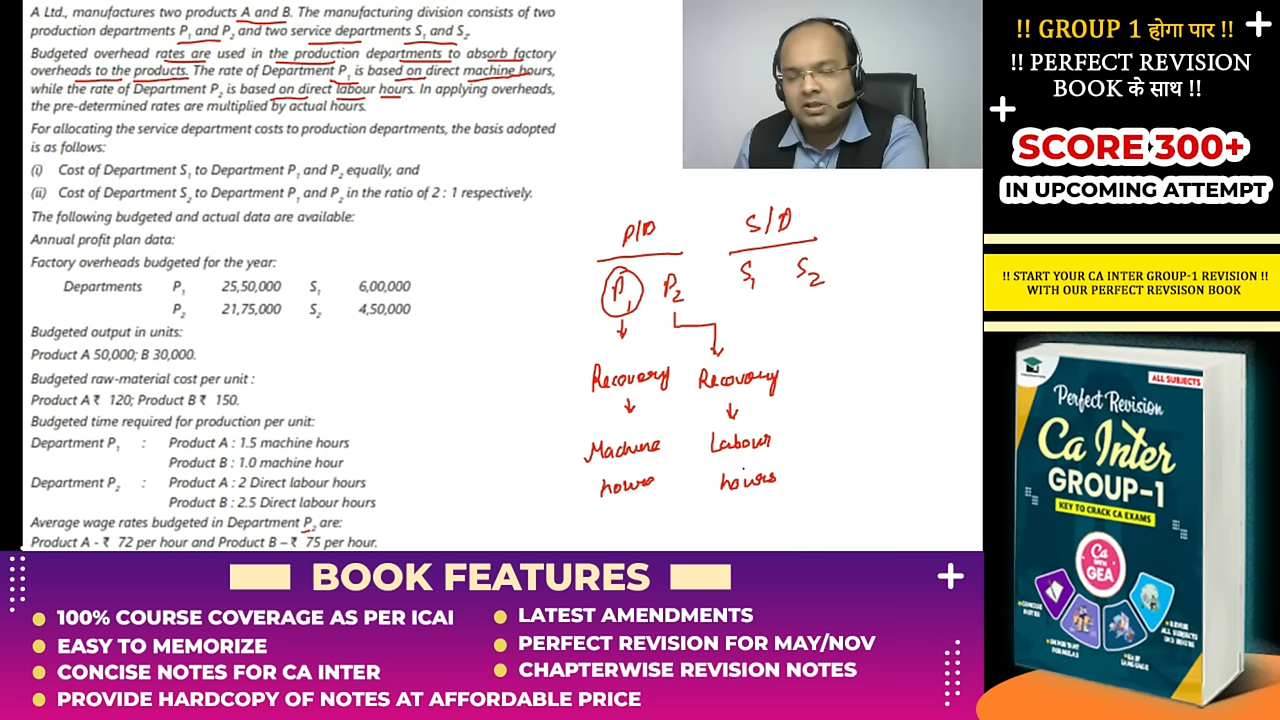 A Ltd., manufactures two products A and B. The manufacturing division consists of two
production departments P1 and P2 and two service departments S1 and S2.
Budgeted overhead rates are used in the production departments to absorb factory
overheads to the products. The rate of Department P1 is based on direct machine hours,
while the rate of Department P2 is based on direct labour hours. In applying overheads,
the pre-determined rates are multiplied by actual hours.
For allocating the service department costs to production departments, the basis adopted
is as follows:
(i) Cost of Department S1 to Department P1 and P2 equally, and
(ii) Cost of Department S2 to Department P1 and P2 in the ratio of 2 : 1 respectively.
The following budgeted and actual data are available:
Annual profit plan data:
Factory overheads budgeted for the year:
Departments P1 25,50,000 S1 6,00,000
P2 21,75,000 S2 4,50,000
Budgeted output in units:
Product A 50,000; B 30,000.
Budgeted raw-material cost per unit :
Product A ₹ 120; Product B ₹ 150.
Budgeted time required for production per unit:
Department P1 : Product A : 1.5 machine hours
Product B : 1.0 machine hour
Department P2 : Product A : 2 Direct labour hours
Product B : 2.5 Direct labour hours
Average wage rates budgeted in Department P2 are:
Product A - ₹ 72 per hour and Product B – ₹ 75 per hour.
P/D S/D
P1 P2 S1 S2
Recovery Recovery
Machine Labour
hours hours
!! GROUP 1 होगा पार !!
!! PERFECT REVISION
BOOK के साथ !!
SCORE 300+
IN UPCOMING ATTEMPT
!! START YOUR CA INTER GROUP-1 REVISION !!
WITH OUR PERFECT REVSISON BOOK
ALL SUBJECTS
Perfect Revision
Ca Inter
GROUP-1
KEY TO CRACK CA EXAMS
Ca
GEA
BOOK FEATURES
100% COURSE COVERAGE AS PER ICAI
EASY TO MEMORIZE
CONCISE NOTES FOR CA INTER
PROVIDE HARDCOPY OF NOTES AT AFFORDABLE PRICE
LATEST AMENDMENTS
PERFECT REVISION FOR MAY/NOV
CHAPTERWISE REVISION NOTES